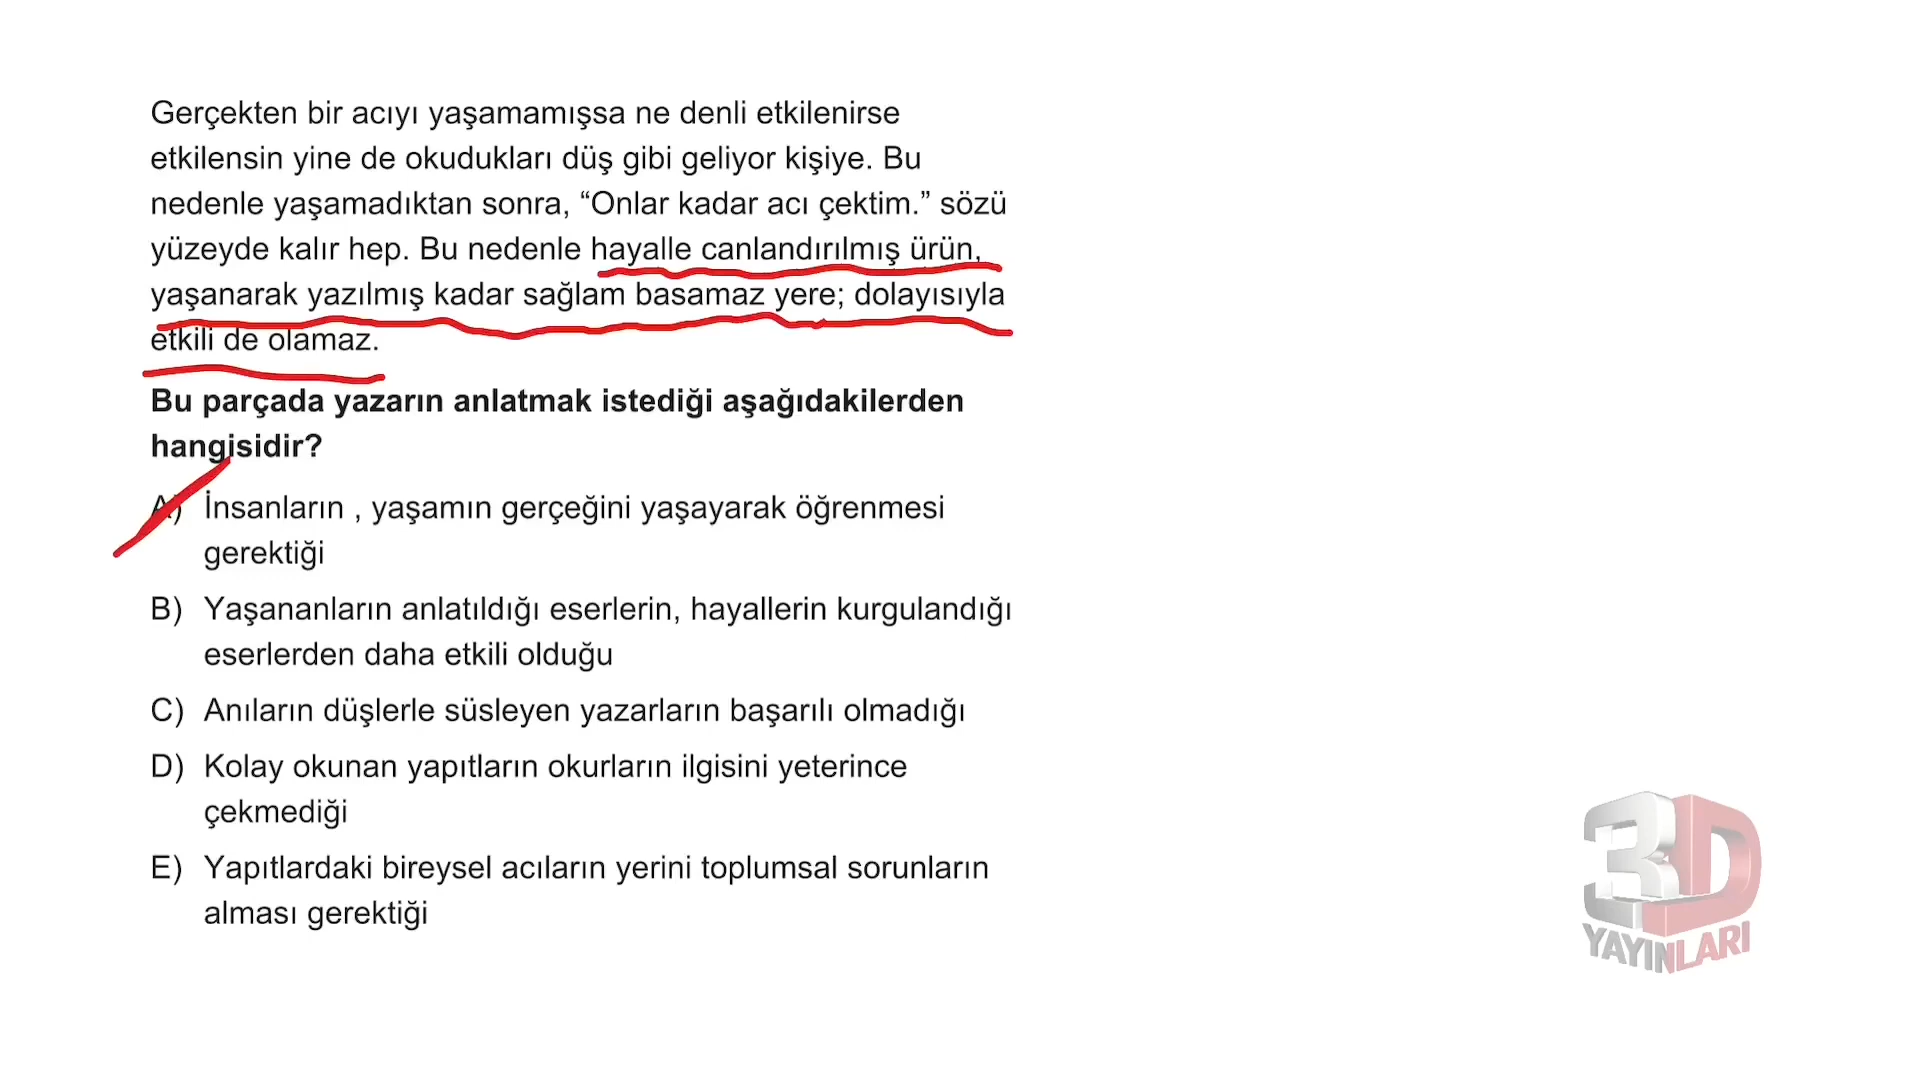 Gerçekten bir acıyı yaşamamışsa ne denli etkilenirse
etkilensin yine de okudukları düş gibi geliyor kişiye. Bu
nedenle yaşamadıktan sonra, “Onlar kadar acı çektim.” sözü
yüzeyde kalır hep. Bu nedenle hayalle canlandırılmış ürün,
yaşanarak yazılmış kadar sağlam basamaz yere; dolayısıyla
etkili de olamaz.
Bu parçada yazarın anlatmak istediği aşağıdakilerden
hangisidir?
A) İnsanların , yaşamın gerçeğini yaşayarak öğrenmesi
gerektiği
B) Yaşananların anlatıldığı eserlerin, hayallerin kurgulandığı
eserlerden daha etkili olduğu
C) Anıların düşlerle süsleyen yazarların başarılı olmadığı
D) Kolay okunan yapıtların okurların ilgisini yeterince
çekmediği
E) Yapıtlardaki bireysel acıların yerini toplumsal sorunların
alması gerektiği
3D
YAYINLARI